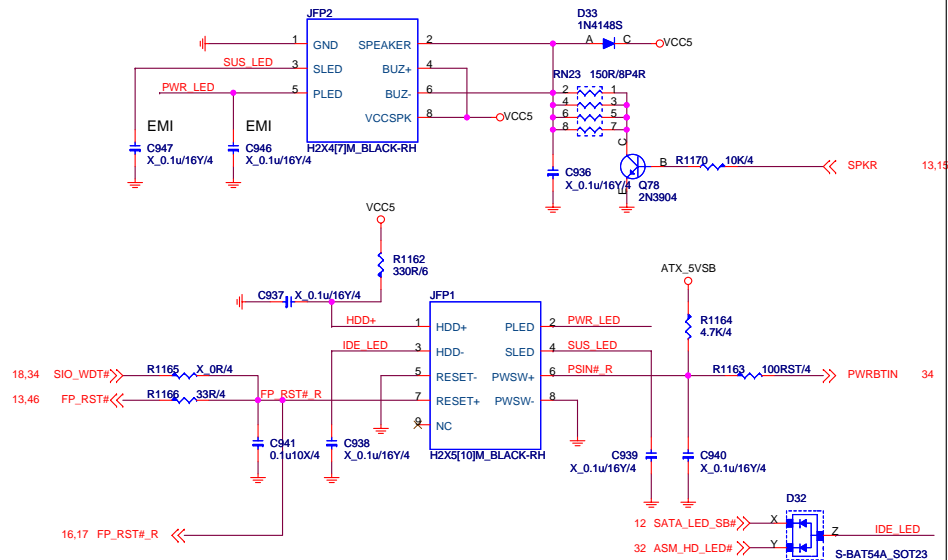 JFP2
D33
1N4148S
1 GND SPEAKER 2
A C VCC5
SUS_LED 3 SLED BUZ+ 4
RN23 150R/8P4R
PWR_LED 5 PLED BUZ- 6
2 1
4 3
6 5
8 7
VCCSPK 8 VCC5
EMI EMI
C947
X_0.1u/16Y/4
C946
X_0.1u/16Y/4
H2X4[7]M_BLACK-RH
C
B R1170 10K/4 SPKR 13,15
E
C936
X_0.1u/16Y/4
Q78
2N3904
VCC5
R1162
330R/6
ATX_5VSB
C937 X_0.1u/16Y/4
JFP1
R1164
4.7K/4
HDD+ 1 HDD+ PLED 2 PWR_LED
IDE_LED 3 HDD- SLED 4 SUS_LED
18,34 SIO_WDT# R1165 X_0R/4
5 RESET- PWSW+ 6 PSIN#_R
R1163 100RST/4 PWRBTIN 34
13,46 FP_RST# R1166 33R/4 FP_RST#_R 7 RESET+ PWSW- 8
9 NC
C941
0.1u10X/4
C938
X_0.1u/16Y/4
H2X5[10]M_BLACK-RH
C939
X_0.1u/16Y/4
C940
X_0.1u/16Y/4
D32
16,17 FP_RST#_R
12 SATA_LED_SB# X
Z IDE_LED
32 ASM_HD_LED# Y
S-BAT54A_SOT23